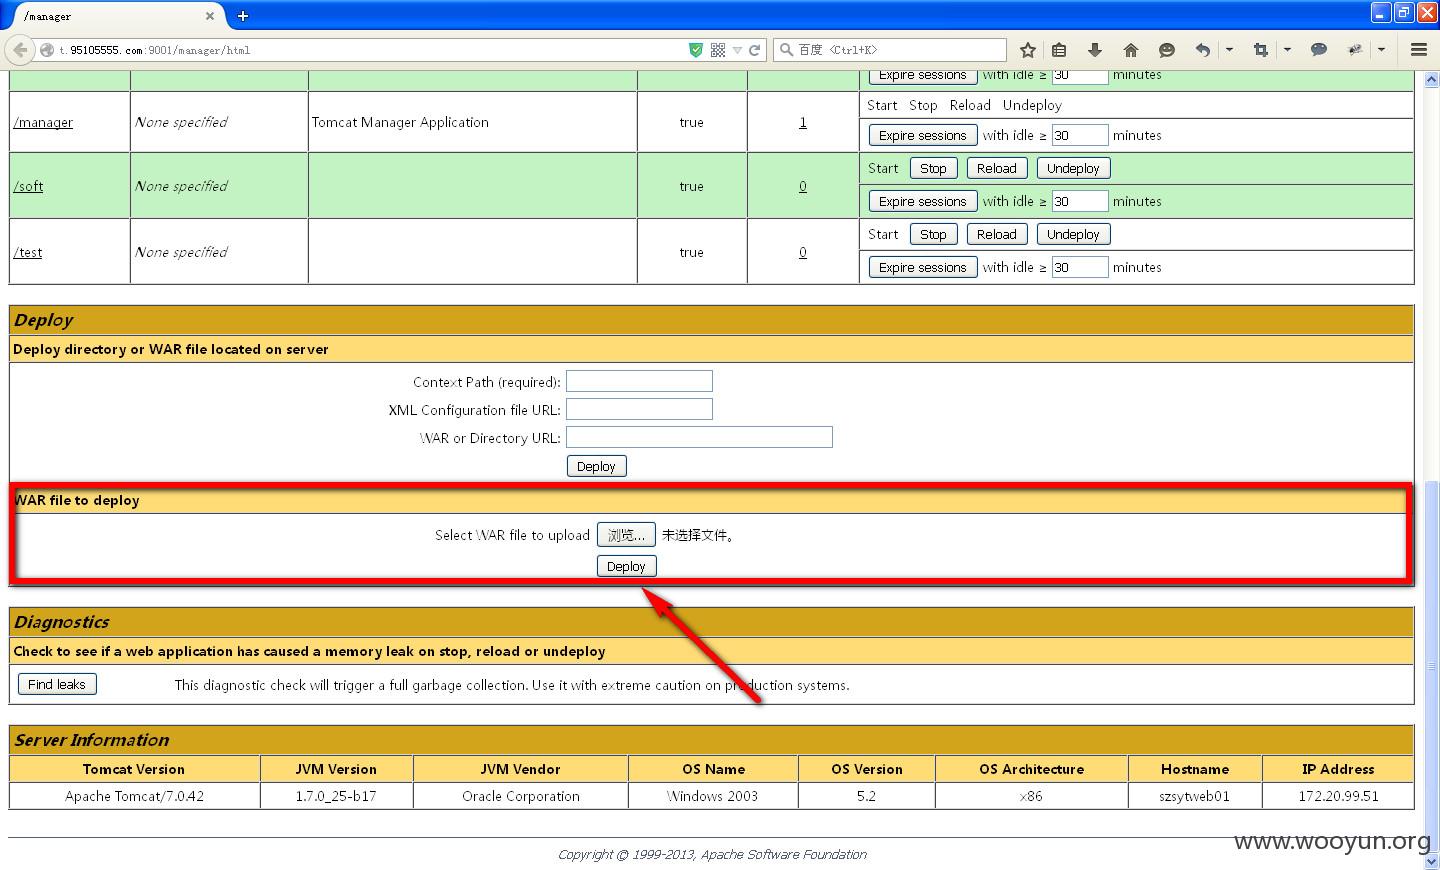 /manager
t.95105555.com:9001/manager/html
百度 <Ctrl+K>
Expire sessions with idle ≥ 30 minutes
/manager None specified Tomcat Manager Application true 1 Start Stop Reload Undeploy
Expire sessions with idle ≥ 30 minutes
/soft None specified true 0 Start Stop Reload Undeploy
Expire sessions with idle ≥ 30 minutes
/test None specified true 0 Start Stop Reload Undeploy
Expire sessions with idle ≥ 30 minutes
Deploy
Deploy directory or WAR file located on server
Context Path (required):
XML Configuration file URL:
WAR or Directory URL:
Deploy
WAR file to deploy
Select WAR file to upload 浏览... 未选择文件。
Deploy
Diagnostics
Check to see if a web application has caused a memory leak on stop, reload or undeploy
Find leaks This diagnostic check will trigger a full garbage collection. Use it with extreme caution on production systems.
Server Information
Tomcat Version JVM Version JVM Vendor OS Name OS Version OS Architecture Hostname IP Address
Apache Tomcat/7.0.42 1.7.0_25-b17 Oracle Corporation Windows 2003 5.2 x86 szsytweb01 172.20.99.51
www.wooyun.org
Copyright © 1999-2013, Apache Software Foundation